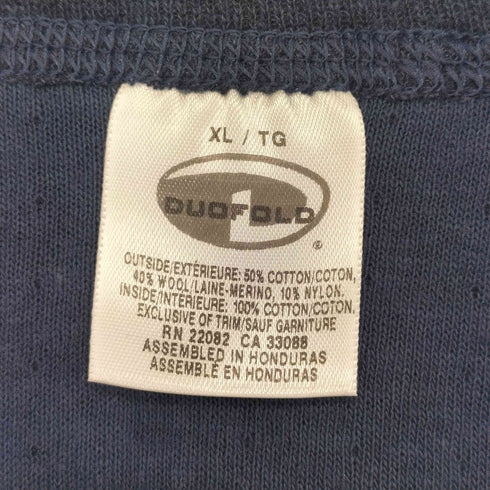 XL / TG
DUOFOLD ®
OUTSIDE/EXTÉRIEURE: 50% COTTON/COTON,
40% WOOL/LAINE-MERINO, 10% NYLON.
INSIDE/INTERIEURE: 100% COTTON/COTON,
EXCLUSIVE OF TRIM/SAUF GARNITURE
RN 22082 CA 33088
ASSEMBLED IN HONDURAS
ASSEMBLÉ EN HONDURAS